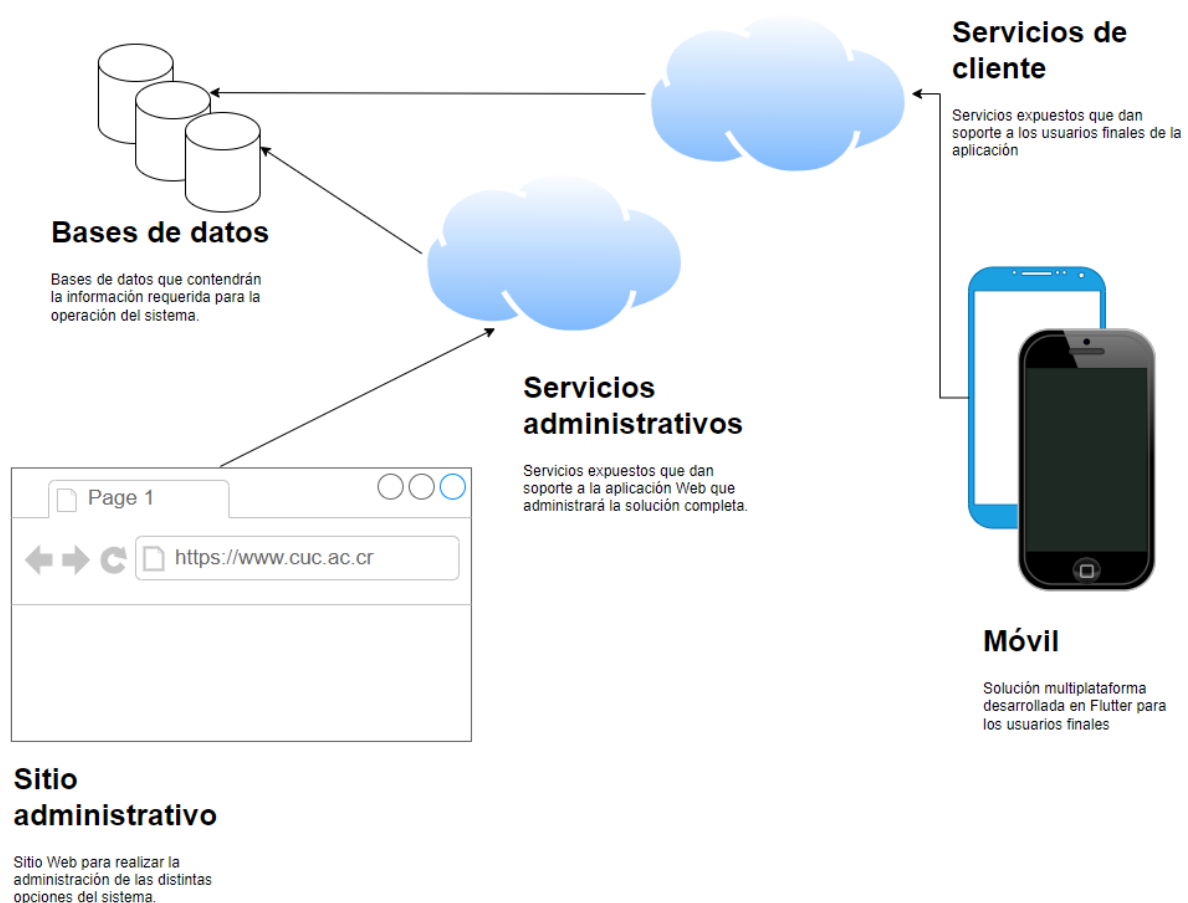 Servicios de
cliente
Servicios expuestos que dan
soporte a los usuarios finales de la
aplicación
Bases de datos
Bases de datos que contendrán
la información requerida para la
operación del sistema.
Servicios
administrativos
Servicios expuestos que dan
soporte a la aplicación Web que
administrará la solución completa.
Page 1
https://www.cuc.ac.cr
Móvil
Solución multiplataforma
desarrollada en Flutter para
los usuarios finales
Sitio
administrativo
Sitio Web para realizar la
administración de las distintas
opciones del sistema.